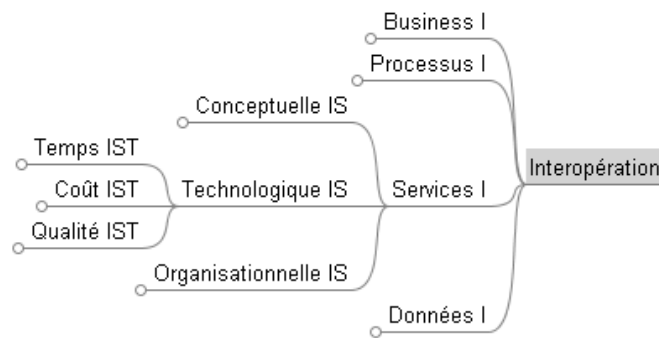 Business I
Processus I
Conceptuelle IS
Temps IST
Interopération
Coût IST
Technologique IS
Services I
Qualité IST
Organisationnelle IS
Données I